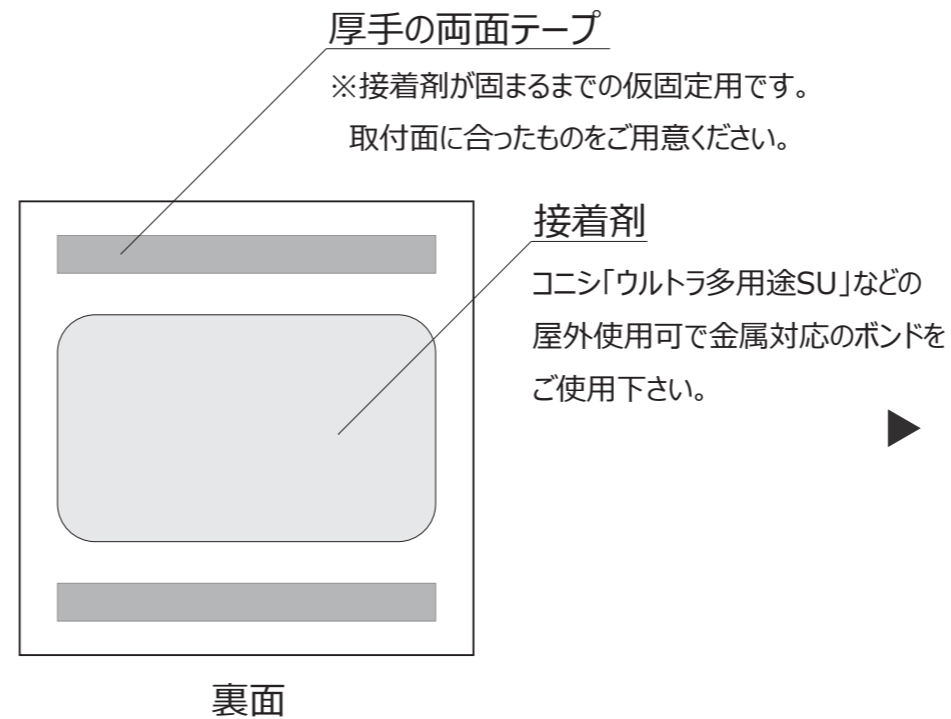 厚手の両面テープ
※接着剤が固まるまでの仮固定用です。
取付面に合ったものをご用意ください。
接着剤
コニシ「ウルトラ多用途SU」などの
屋外使用可で金属対応のボンドを
ご使用下さい。
裏面